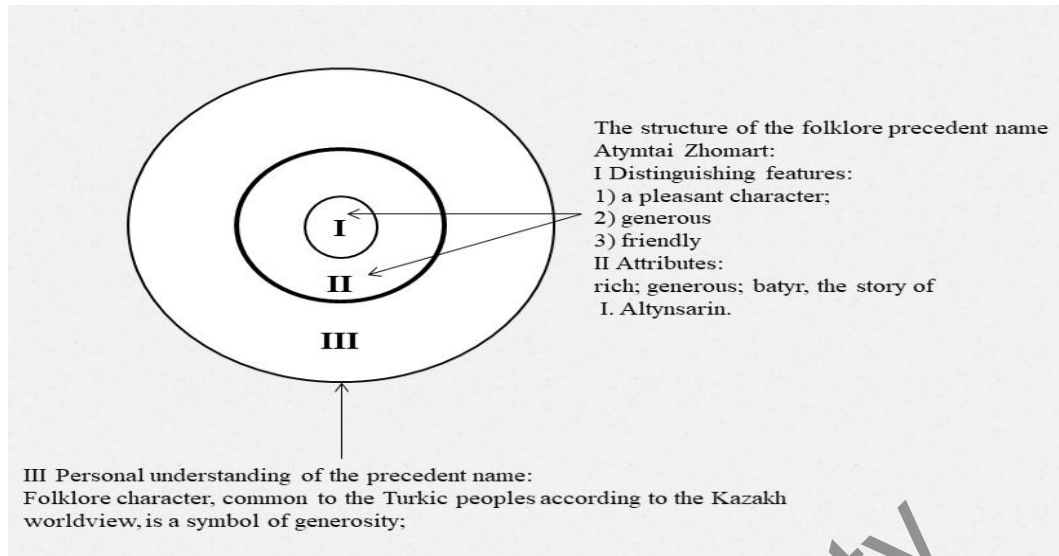 The structure of the folklore precedent name
Atymtai Zhomart:
I Distinguishing features:
1) a pleasant character;
2) generous
3) friendly
II Attributes:
rich; generous; batyr, the story of
I. Altynsarin.
I
II
III
III Personal understanding of the precedent name:
Folklore character, common to the Turkic peoples according to the Kazakh
worldview, is a symbol of generosity;